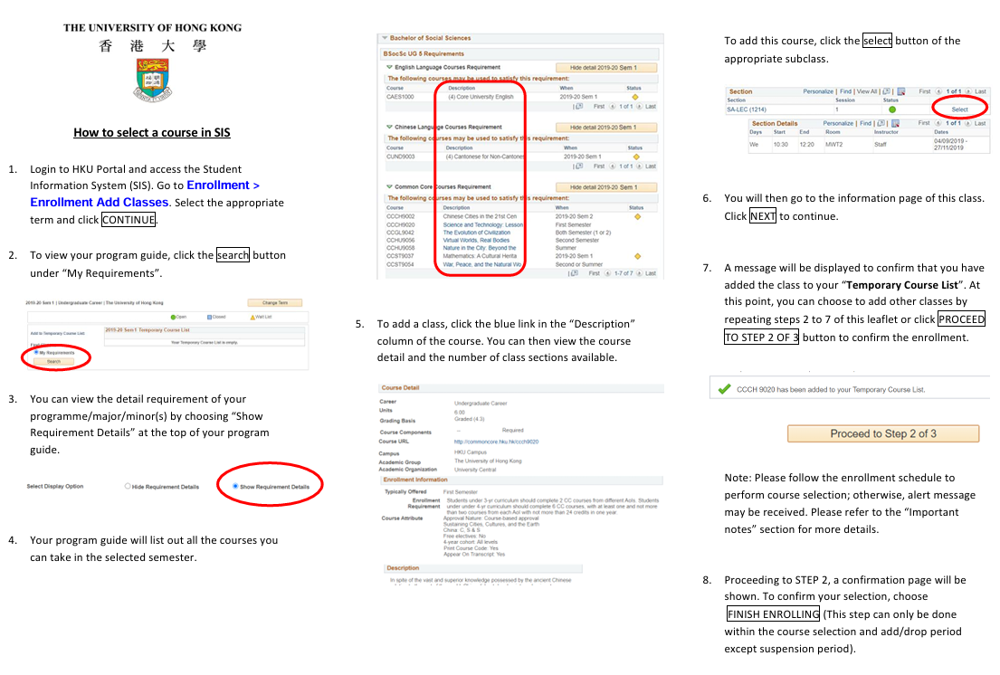 THE UNIVERSITY OF HONG KONG
香 港 大 學
How to select a course in SIS
1. Login to HKU Portal and access the Student
Information System (SIS). Go to Enrollment >
Enrollment Add Classes. Select the appropriate
term and click CONTINUE.
2. To view your program guide, click the search button
under “My Requirements”.
2019-20 Sem 1 | Undergraduate Career | The University of Hong Kong
Change Term
Open Closed Wait List
Add to Temporary Course List:
2019-20 Sem1 Temporary Course List
Your Temporary Course List is empty.
My Requirements
Search
3. You can view the detail requirement of your
programme/major/minor(s) by choosing “Show
Requirement Details” at the top of your program
guide.
Select Display Option Hide Requirement Details Show Requirement Details
4. Your program guide will list out all the courses you
can take in the selected semester.
Bachelor of Social Sciences
BSocSc UG 5 Requirements
English Language Courses Requirement Hide detail 2019-20 Sem 1
The following courses may be used to satisfy this requirement:
Course Description When Status
CAES1000 (4) Core University English 2019-20 Sem 1
First 1 of 1 Last
Chinese Language Courses Requirement Hide detail 2019-20 Sem 1
The following courses may be used to satisfy this requirement:
Course Description When Status
CUND9003 (4) Cantonese for Non-Cantones 2019-20 Sem 1
First 1 of 1 Last
Common Core Courses Requirement Hide detail 2019-20 Sem 1
The following courses may be used to satisfy this requirement:
Course Description When Status
CCCH9002 Chinese Cities in the 21st Cen 2019-20 Sem 2
CCCH9020 Science and Technology: Lesson First Semester
CCGL9042 The Evolution of Civilization Both Semester (1 or 2)
CCHU9056 Virtual Worlds, Real Bodies Second Semester
CCHU9058 Nature in the City: Beyond the Summer
CCST9037 Mathematics: A Cultural Herita 2019-20 Sem 1
CCST9054 War, Peace, and the Natural Wo Second or Summer
First 1-7 of 7 Last
5. To add a class, click the blue link in the “Description”
column of the course. You can then view the course
detail and the number of class sections available.
Course Detail
Career Undergraduate Career
Units 6.00
Grading Basis Graded (4.3)
Course Components -- Required
Course URL http://commoncore.hku.hk/ccch9020
Campus HKU Campus
Academic Group The University of Hong Kong
Academic Organization University Central
Enrollment Information
Typically Offered First Semester
Enrollment Requirement Students under 3-yr curriculum should complete 2 CC courses from different AoIs. Students
under under 4-yr curriculum should complete 6 CC courses, with at least one and not more
than two courses from each AoI with not more than 24 credits in one year.
Course Attribute Approval Nature: Course-based approval
Sustaining Cities, Cultures, and the Earth
China: C, S & S
Free electives: No
4-year cohort: All levels
Print Course Code: Yes
Appear On Transcript: Yes
Description
In spite of the vast and superior knowledge possessed by the ancient Chinese
To add this course, click the select button of the
appropriate subclass.
Section Personalize | Find | View All | First 1 of 1 Last
Section Session Status
SA-LEC (1214) 1 Select
Section Details Personalize | Find | First 1 of 1 Last
Days Start End Room Instructor Dates
We 10:30 12:20 MWT2 Staff 04/09/2019 -
27/11/2019
6. You will then go to the information page of this class.
Click NEXT to continue.
7. A message will be displayed to confirm that you have
added the class to your “Temporary Course List”. At
this point, you can choose to add other classes by
repeating steps 2 to 7 of this leaflet or click PROCEED
TO STEP 2 OF 3 button to confirm the enrollment.
CCCH 9020 has been added to your Temporary Course List.
Proceed to Step 2 of 3
Note: Please follow the enrollment schedule to
perform course selection; otherwise, alert message
may be received. Please refer to the “Important
notes” section for more details.
8. Proceeding to STEP 2, a confirmation page will be
shown. To confirm your selection, choose
FINISH ENROLLING (This step can only be done
within the course selection and add/drop period
except suspension period).